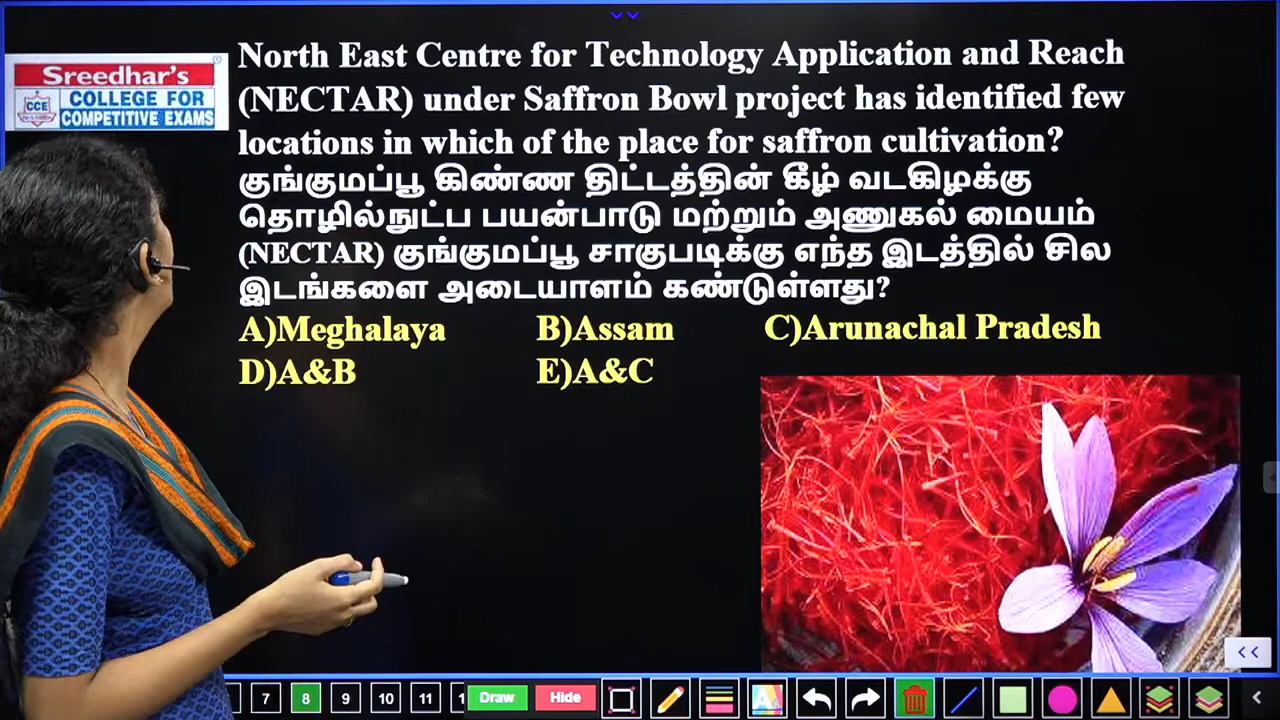 Sreedhar's
CCE
COLLEGE FOR
COMPETITIVE EXAMS
North East Centre for Technology Application and Reach
(NECTAR) under Saffron Bowl project has identified few
locations in which of the place for saffron cultivation?
குங்குமப்பூ கிண்ண திட்டத்தின் கீழ் வடகிழக்கு
தொழில்நுட்ப பயன்பாடு மற்றும் அணுகல் மையம்
(NECTAR) குங்குமப்பூ சாகுபடிக்கு எந்த இடத்தில் சில
இடங்களை அடையாளம் கண்டுள்ளது?
A)Meghalaya B)Assam C)Arunachal Pradesh
D)A&B E)A&C
7 8 9 10 11 Draw Hide A